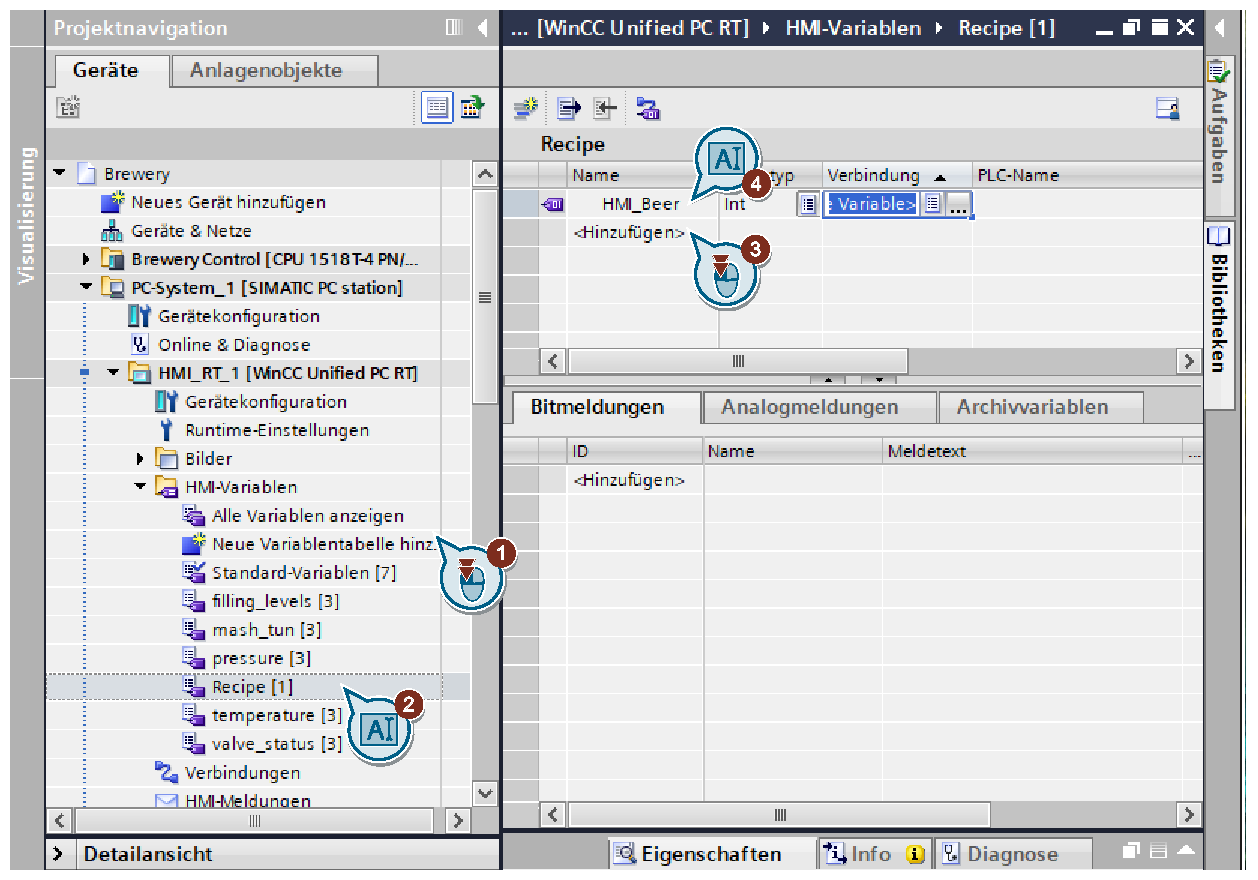 Projektnavigation
Geräte
Anlagenobjekte
Visualisierung
Brewery
Neues Gerät hinzufügen
Geräte & Netze
Brewery Control [CPU 1518T-4 PN/...
PC-System_1 [SIMATIC PC station]
Gerätekonfiguration
Online & Diagnose
HMI_RT_1 [WinCC Unified PC RT]
Gerätekonfiguration
Runtime-Einstellungen
Bilder
HMI-Variablen
Alle Variablen anzeigen
Neue Variablentabelle hinz.
1
Standard-Variablen [7]
filling_levels [3]
mash_tun [3]
pressure [3]
Recipe [1]
2
AI
temperature [3]
valve_status [3]
Verbindungen
HMI-Meldungen
Detailansicht
... [WinCC Unified PC RT] HMI-Variablen Recipe [1]
Recipe
AI
4
Name typ Verbindung PLC-Name
HMI_Beer Int e Variable> ...
<Hinzufügen>
3
Bitmeldungen Analogmeldungen Archivvariablen
ID Name Meldetext ...
<Hinzufügen>
Eigenschaften Info Diagnose
Aufgaben
Bibliotheken